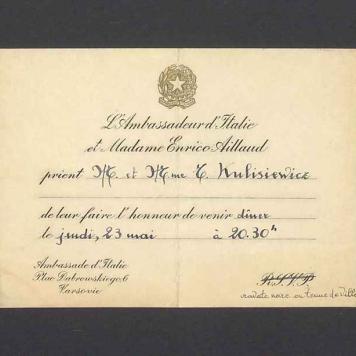 L'Ambassadeur d'Italie
et Madame Enrico Aillaud
prient M. et Mme T. Kulisiewicz
de leur faire l'honneur de venir dîner
le jeudi, 23 mai à 20.30h
Ambassade d'Italie
Plac Dąbrowskiego, 6
Varsovie
R.S.V.P.
cravate noire ou tenue de ville